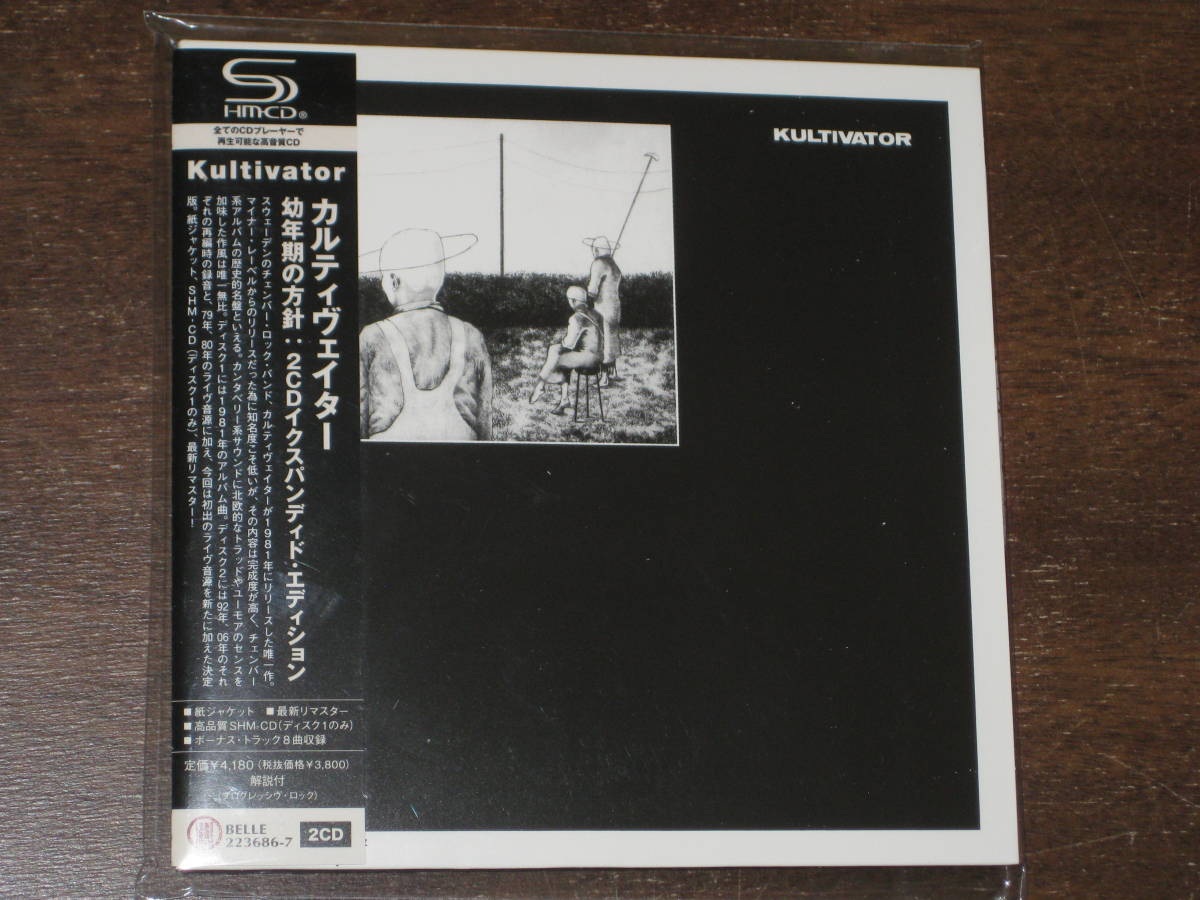 SHM-CD®
全てのCDプレーヤーで
再生可能な高音質CD
Kultivator
カルティヴェイター
幼年期の方針：2CDイクスパンディド・エディション
スウェーデンのチェンバー・ロック・バンド、カルティヴェイターが1981年にリリースした唯一作。
マイナー・レーベルからのリリースだった為に知名度こそ低いが、その内容は完成度が高く、チェンバー
系アルバムの歴史的名盤といえる。カンタベリー系サウンドに北欧的なトラッドやユーモアのセンスを
加味した作風は唯一無比。ディスク1には1981年のアルバム曲。ディスク2には92年、06年のそれ
ぞれの再編時の録音と、79年、80年のライヴ音源に加え、今回は初出のライヴ音源を新たに加えた決定
版。紙ジャケット、SHM-CD（ディスク1のみ）、最新リマスター！
■紙ジャケット ■最新リマスター
■高品質SHM-CD（ディスク1のみ）
■ボーナス・トラック8曲収録
定価¥4,180（税抜価格¥3,800）
解説付
（プログレッシヴ・ロック）
BELLE
223686-7
2CD
KULTIVATOR